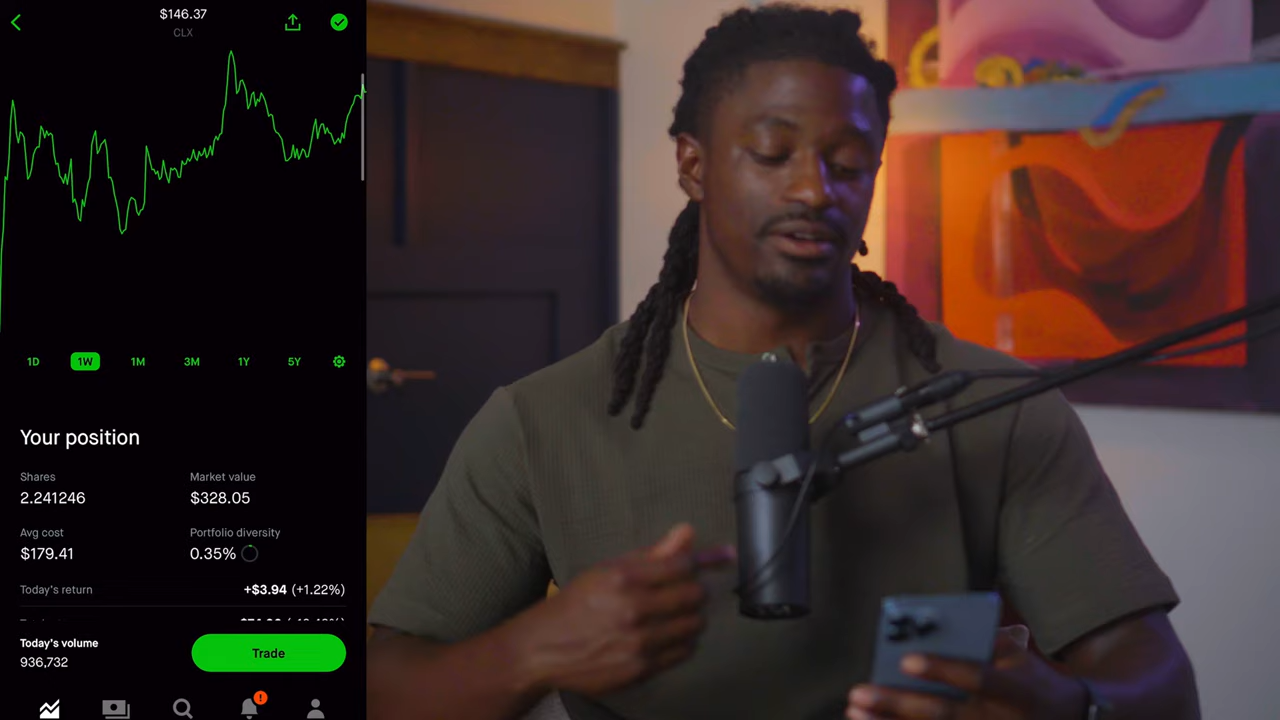 $146.37
CLX
1D 1W 1M 3M 1Y 5Y
Your position
Shares Market value
2.241246 $328.05
Avg cost Portfolio diversity
$179.41 0.35%
Today's return +$3.94 (+1.22%)
Today's volume
936,732
Trade
!